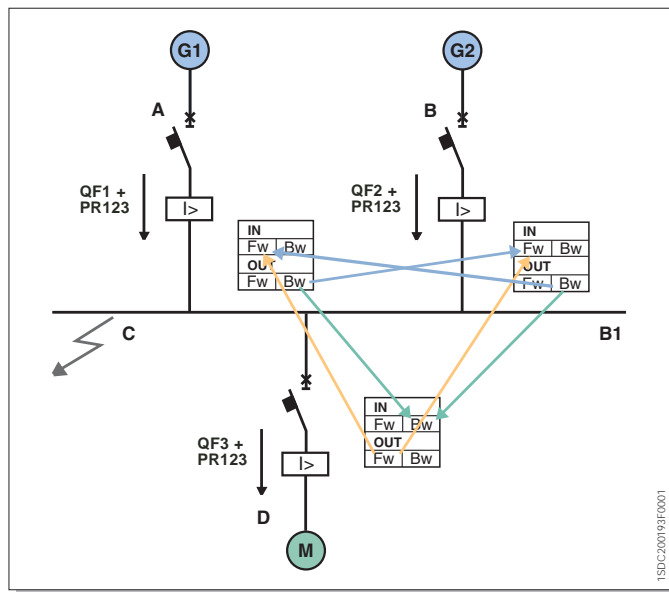 G1
G2
A
B
QF1 +
PR123
I>
QF2 +
PR123
I>
IN
Fw Bw
OUT
Fw Bw
IN
Fw Bw
OUT
Fw Bw
C
B1
QF3 +
PR123
I>
IN
Fw Bw
OUT
Fw Bw
D
M
1SDC200193F0001